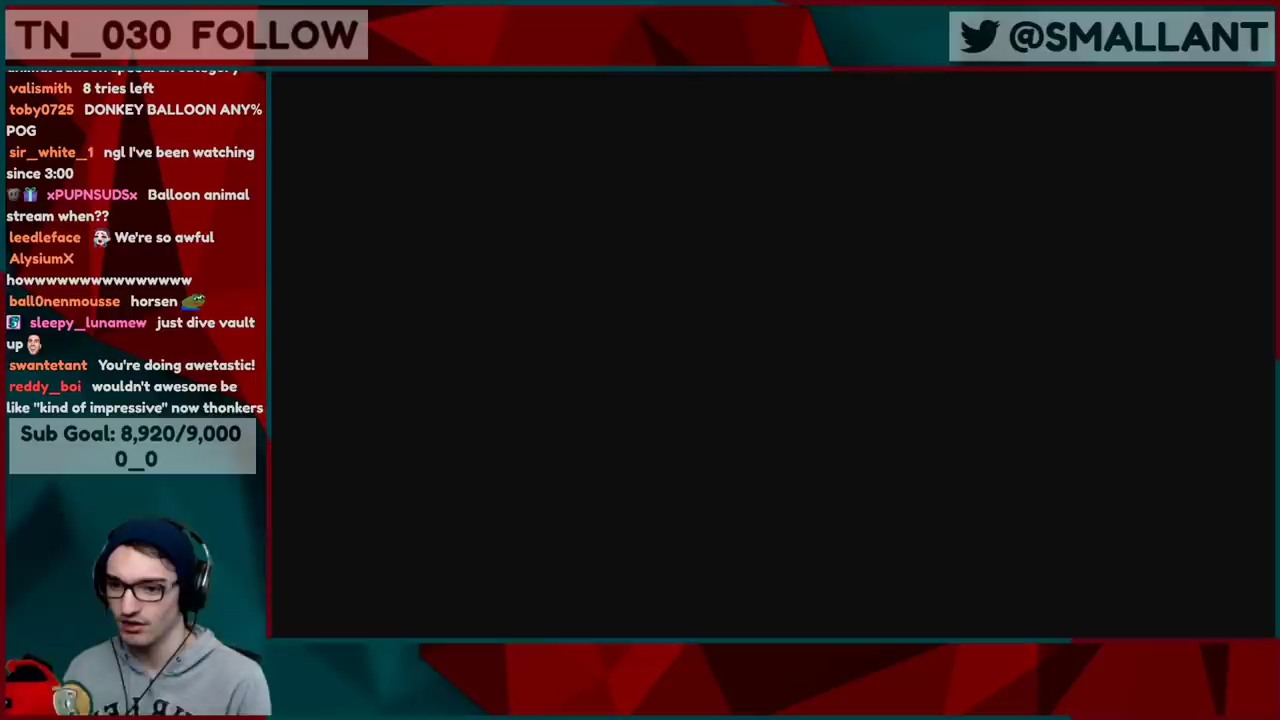 TN_030 FOLLOW
@SMALLANT
valismith 8 tries left
toby0725 DONKEY BALLOON ANY%
POG
sir_white_1 ngl I've been watching
since 3:00
xPUPNSUDSx Balloon animal
stream when??
leedleface We're so awful
AlysiumX
howwwwwwwwwwwwwww
ball0nenmousse horsen
sleepy_lunamew just dive vault
up
swantetant You're doing awetastic!
reddy_boi wouldn't awesome be
like "kind of impressive" now thonkers
Sub Goal: 8,920/9,000
0_0